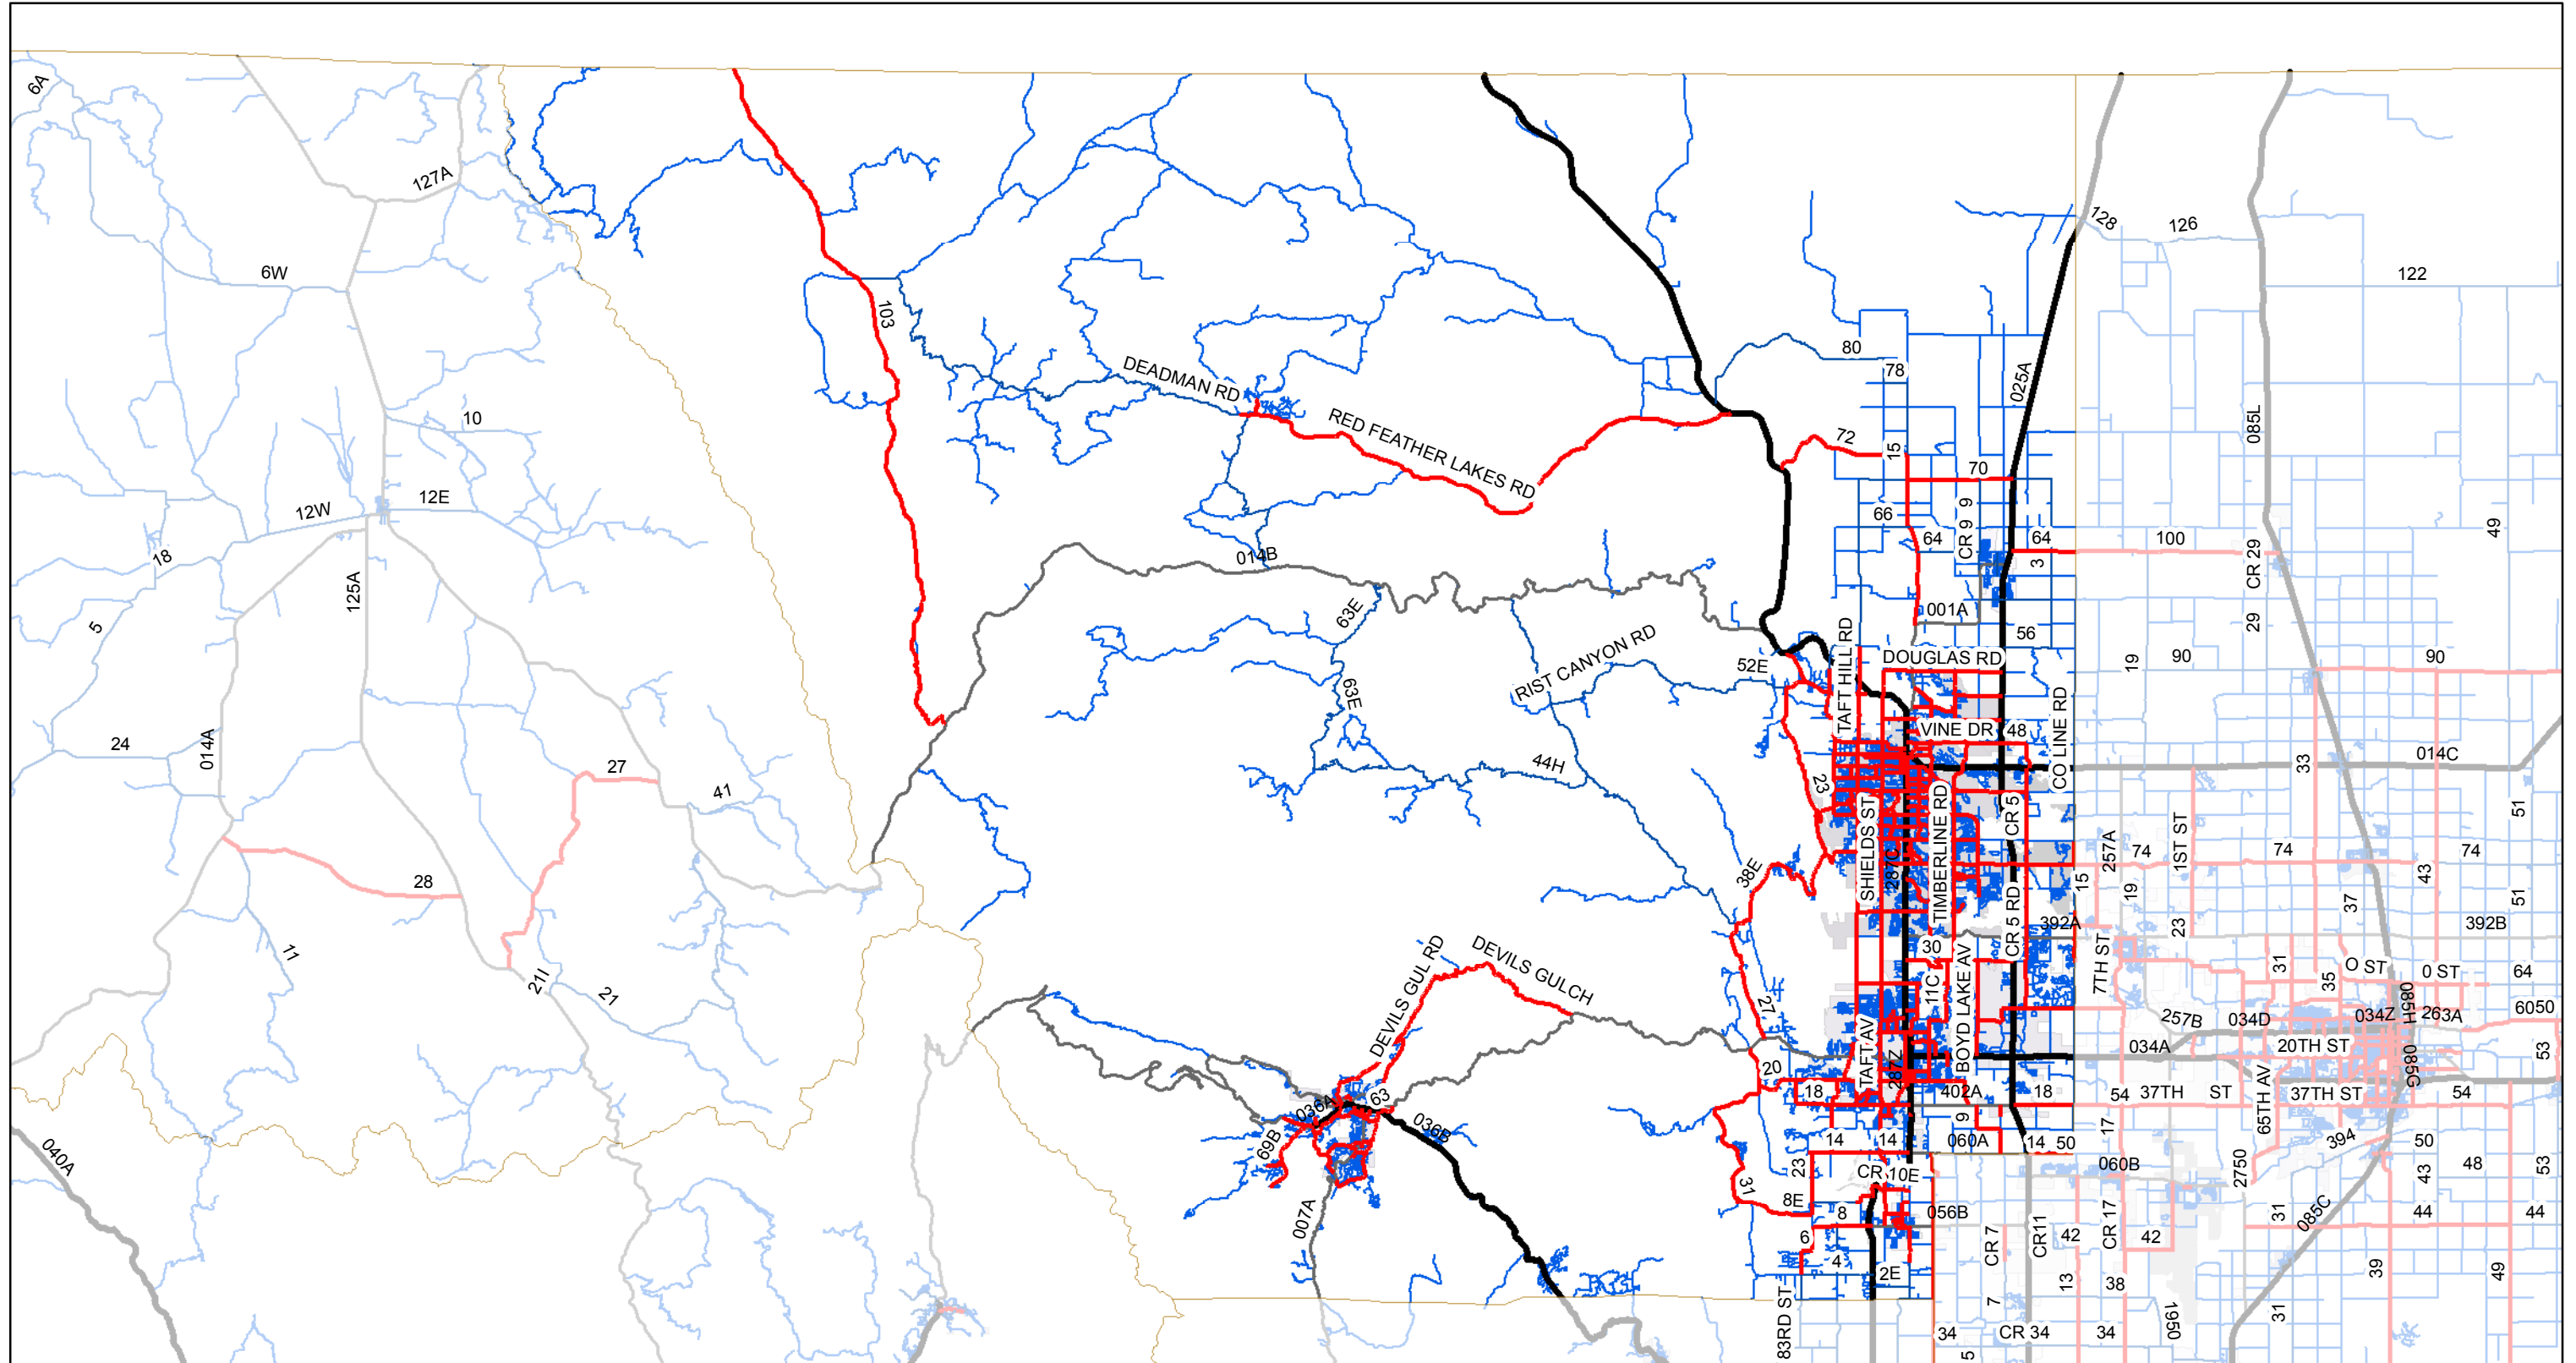 6A
127A
128
126
6W
122
103
80
025A
DEADMAN RD
78
10
085L
RED FEATHER LAKES RD
72
15
70
12W
12E
9
66
49
CR 9
64
64
100
014B
18
3
CR 29
125A
63E
001A
5
29
56
TAFT HILL RD
RIST CANYON RD
DOUGLAS RD
52E
19
90
90
63E
CO LINE RD
VINE DR
48
24
014A
014C
27
44H
33
23
41
51
CR 5
SHIELDS ST
TIMBERLINE RD
257A
1ST ST
74
74
74
287C
38E
28
15
19
43
51
37
CR 5 RD
392A
23
392B
DEVILS GUL RD
DEVILS GULCH
30
BOYD LAKE AV
7TH ST
11
31
O ST
0 ST
64
21I
21
11C
35
27
085H
6050
257B
034D
034Z
263A
TAFT AV
034A
20TH ST
53
20
287Z
085G
18
402A
18
54
37TH ST
65TH AV
37TH ST
54
036A
63
036B
9
17
69B
14
14
060A
14
50
394
50
040A
23
CR 10E
060B
2750
43
48
53
31
8E
8
056B
007A
CR 17
31
085C
44
44
6
CR 7
CR11
42
42
4
2E
39
49
13
38
83RD ST
7
1950
31
34
CR 34
34
5